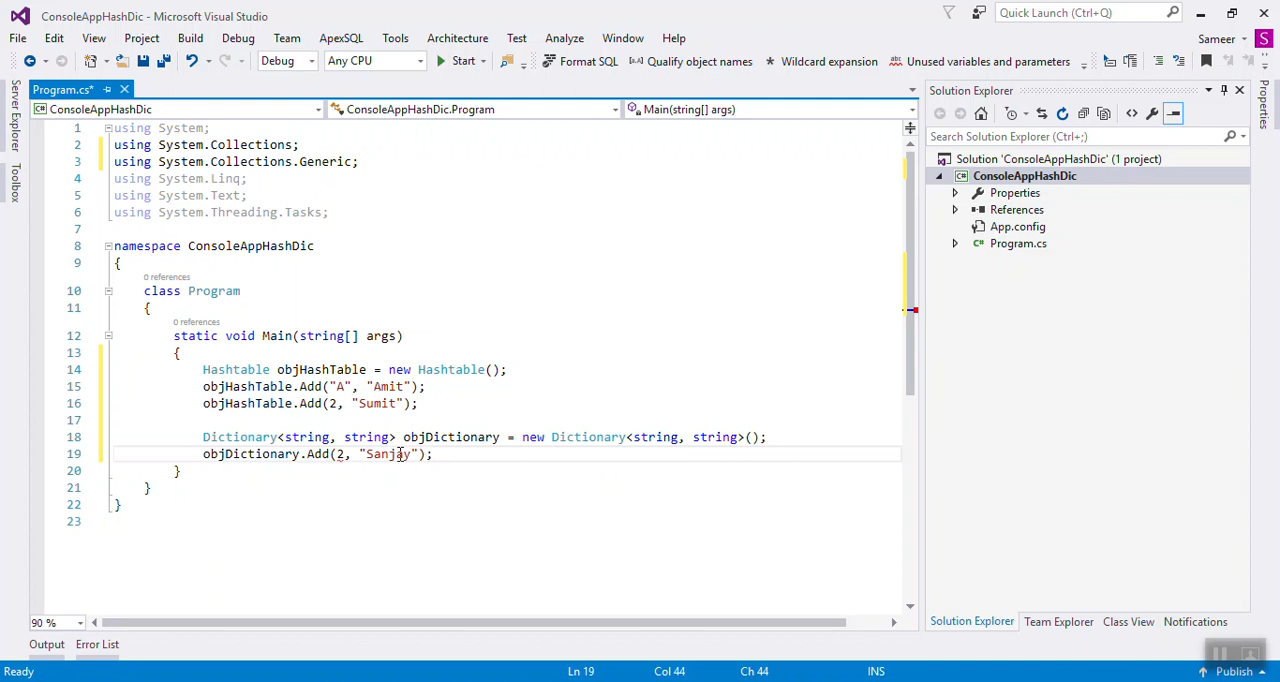 ConsoleAppHashDic - Microsoft Visual Studio
Quick Launch (Ctrl+Q)
File Edit View Project Build Debug Team ApexSQL Tools Test Analyze Window Help
Sameer S
Debug Any CPU Start Format SQL Qualify object names Wildcard expansion Unused variables and parameters
Program.cs*
ConsoleAppHashDic ConsoleAppHashDic.Program Main(string[] args)
1 using System;
2 using System.Collections;
3 using System.Collections.Generic;
4 using System.Linq;
5 using System.Text;
6 using System.Threading.Tasks;
7
8 namespace ConsoleAppHashDic
9 {
0 references
10 class Program
11 {
0 references
12 static void Main(string[] args)
13 {
14 Hashtable objHashTable = new Hashtable();
15 objHashTable.Add("A", "Amit");
16 objHashTable.Add(2, "Sumit");
17
18 Dictionary<string, string> objDictionary = new Dictionary<string, string>();
19 objDictionary.Add(2, "Sanjay");
20 }
21 }
22 }
23
90 %
Server Explorer
Toolbox
Solution Explorer
Search Solution Explorer (Ctrl+;)
Solution 'ConsoleAppHashDic' (1 project)
C# ConsoleAppHashDic
Properties
References
App.config
C# Program.cs
Properties
Solution Explorer Team Explorer Class View Notifications
Output Error List
Ready Ln 19 Col 44 Ch 44 INS Publish